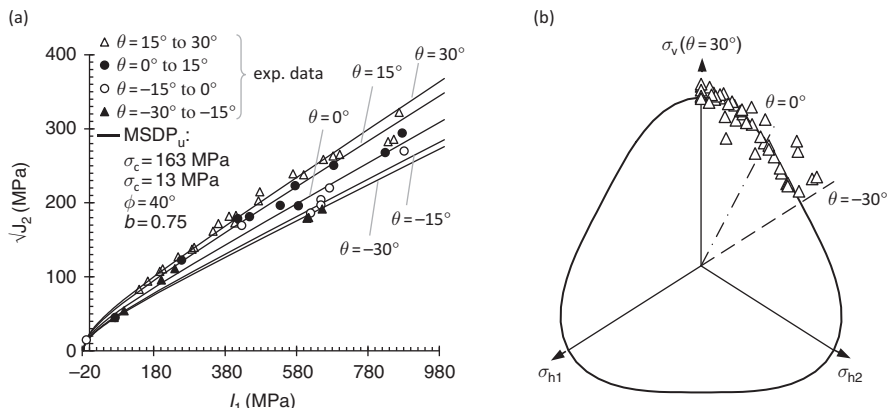 (a)
θ = 15° to 30°
θ = 0° to 15°
θ = −15° to 0°
θ = −30° to −15°
exp. data
MSDPᵤ:
σc = 163 MPa
σc = 13 MPa
ϕ = 40°
b = 0.75
θ = 30°
θ = 15°
θ = 0°
θ = −15°
θ = −30°
√J₂ (MPa)
400
300
200
100
0
−20 180 380 580 780 980
I₁ (MPa)
(b)
σv (θ = 30°)
θ = 0°
θ = −30°
σh1
σh2